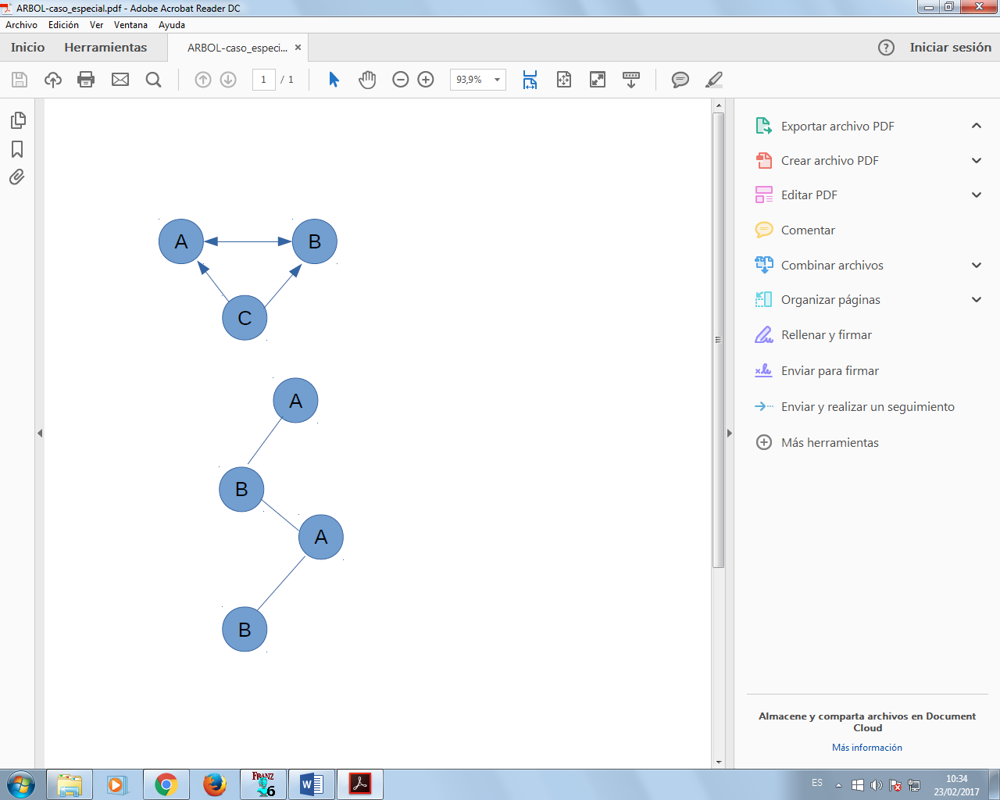 ARBOL-caso_especial.pdf - Adobe Acrobat Reader DC
Archivo Edición Ver Ventana Ayuda
Inicio Herramientas ARBOL-caso_especi... × Iniciar sesión
1 / 1 93,9%
A B
C
A
B
A
B
Exportar archivo PDF
Crear archivo PDF
Editar PDF
Comentar
Combinar archivos
Organizar páginas
Rellenar y firmar
Enviar para firmar
Enviar y realizar un seguimiento
Más herramientas
Almacene y comparta archivos en Document
Cloud
Más información
FRANZ
6
ES 10:34
23/02/2017